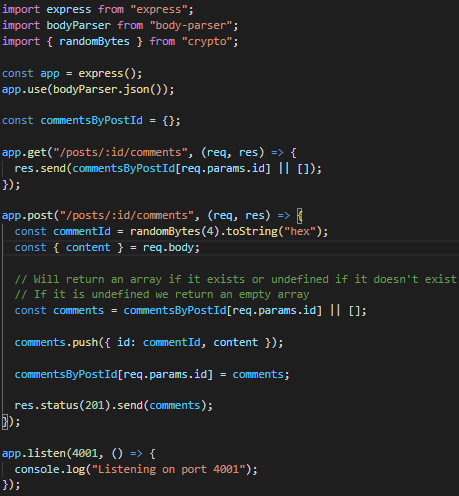 import express from "express";
import bodyParser from "body-parser";
import { randomBytes } from "crypto";
const app = express();
app.use(bodyParser.json());
const commentsByPostId = {};
app.get("/posts/:id/comments", (req, res) => {
res.send(commentsByPostId[req.params.id] || []);
});
app.post("/posts/:id/comments", (req, res) => {
const commentId = randomBytes(4).toString("hex");
const { content } = req.body;
// Will return an array if it exists or undefined if it doesn't exist
// If it is undefined we return an empty array
const comments = commentsByPostId[req.params.id] || [];
comments.push({ id: commentId, content });
commentsByPostId[req.params.id] = comments;
res.status(201).send(comments);
});
app.listen(4001, () => {
console.log("Listening on port 4001");
});